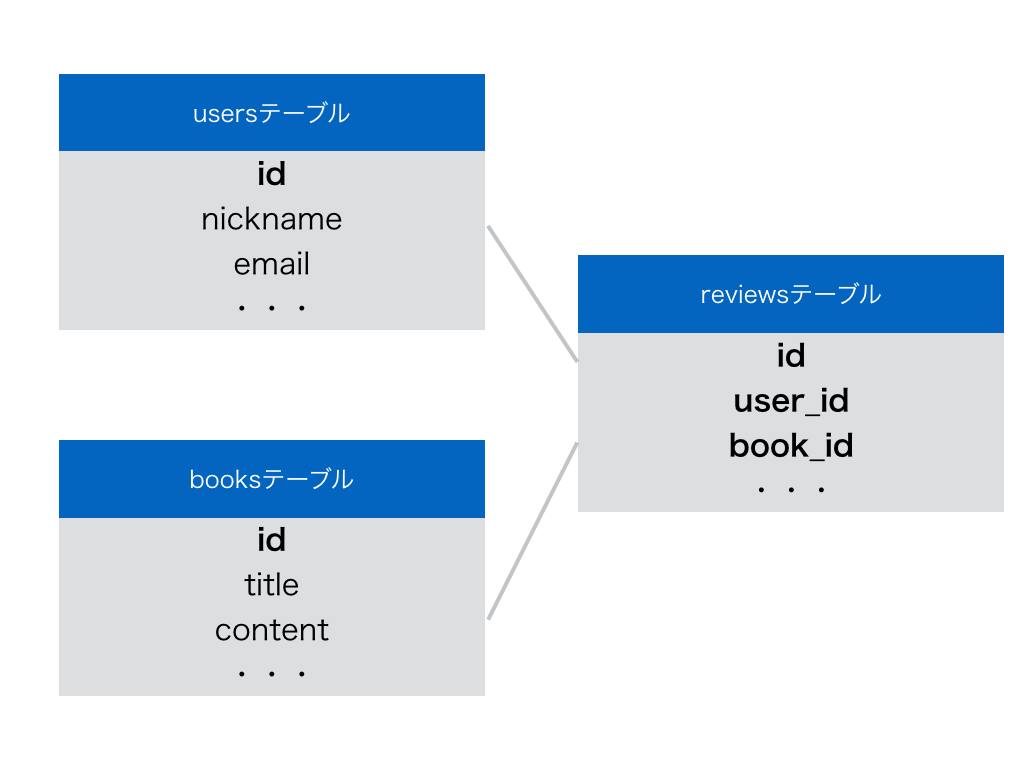 usersテーブル
id
nickname
email
・・・
booksテーブル
id
title
content
・・・
reviewsテーブル
id
user_id
book_id
・・・